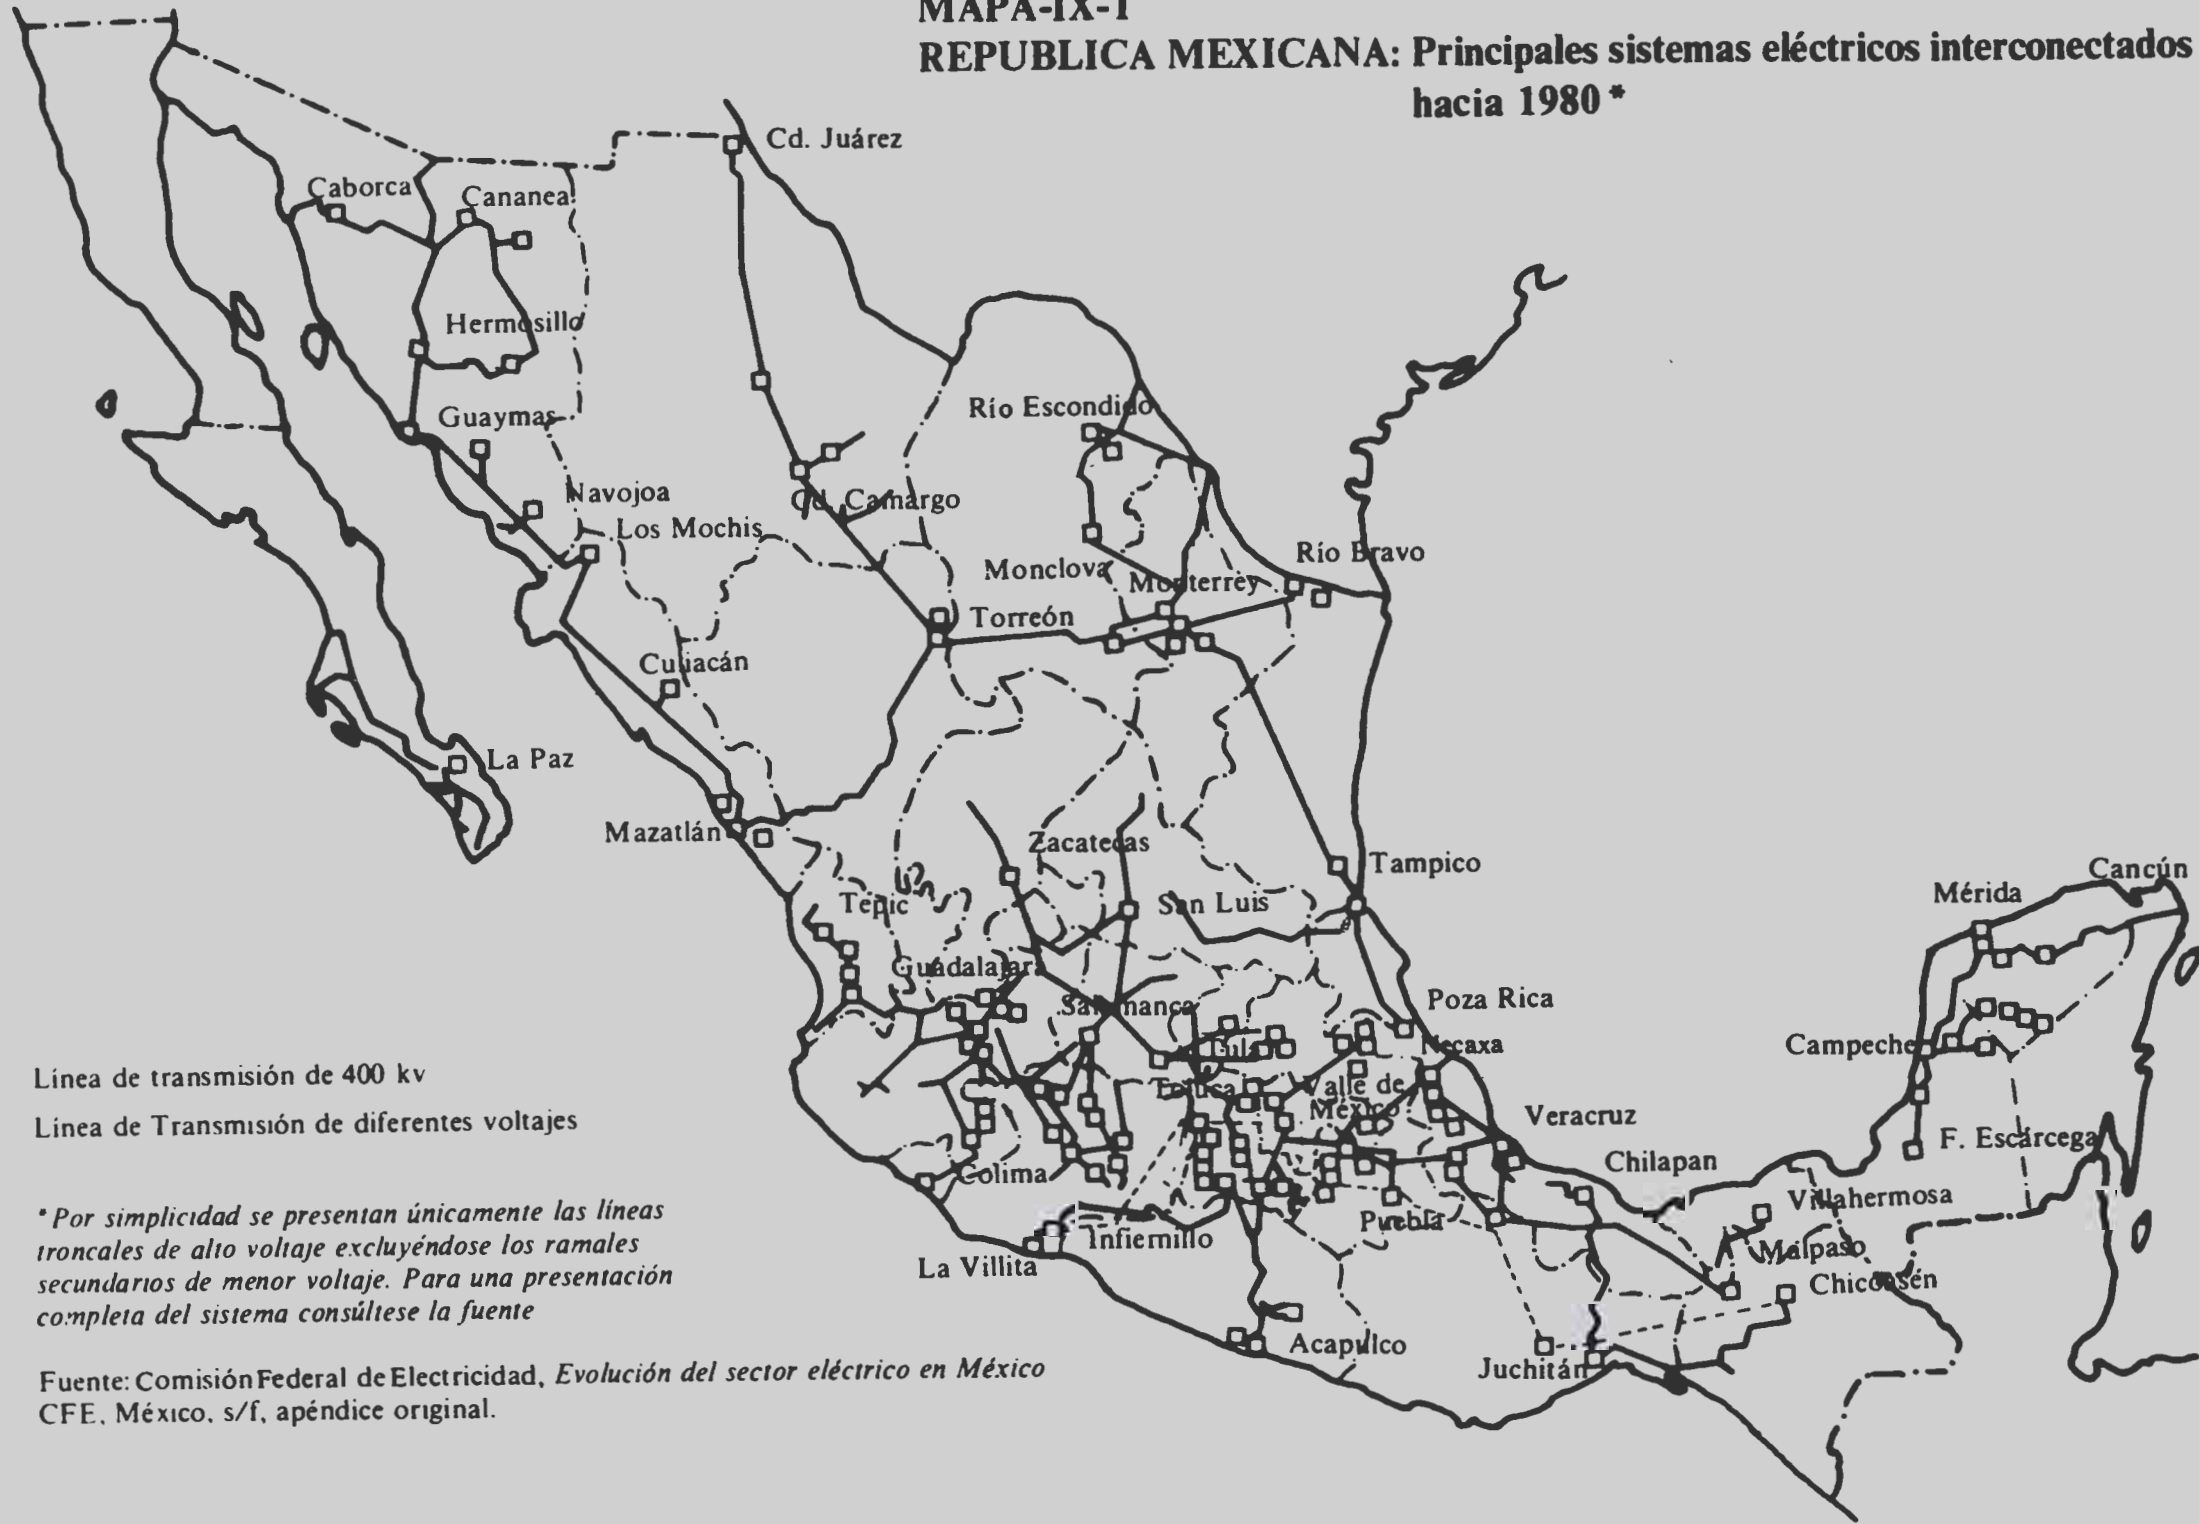 MAPA-IX-1
REPUBLICA MEXICANA: Principales sistemas eléctricos interconectados
hacia 1980 *
Cd. Juárez
Caborca
Cananea
Hermosillo
Guaymas
Río Escondido
Navojoa
Cd. Camargo
Los Mochis
Río Bravo
Monclova
Monterrey
Torreón
Culiacán
La Paz
Mazatlán
Zacatecas
Tampico
Cancún
Mérida
Tepic
San Luis
Guadalajara
Salamanca
Poza Rica
Campeche
Tula
Necaxa
Toluca
Valle de
México
Veracruz
F. Escárcega
Chilapan
Colima
Villahermosa
Puebla
Infiernillo
Malpaso
La Villita
Chicoasén
Acapulco
Juchitán
Línea de transmisión de 400 kv
Línea de Transmisión de diferentes voltajes
* Por simplicidad se presentan únicamente las líneas
troncales de alto voltaje excluyéndose los ramales
secundarios de menor voltaje. Para una presentación
completa del sistema consúltese la fuente
Fuente: Comisión Federal de Electricidad, Evolución del sector eléctrico en México
CFE, México, s/f, apéndice original.